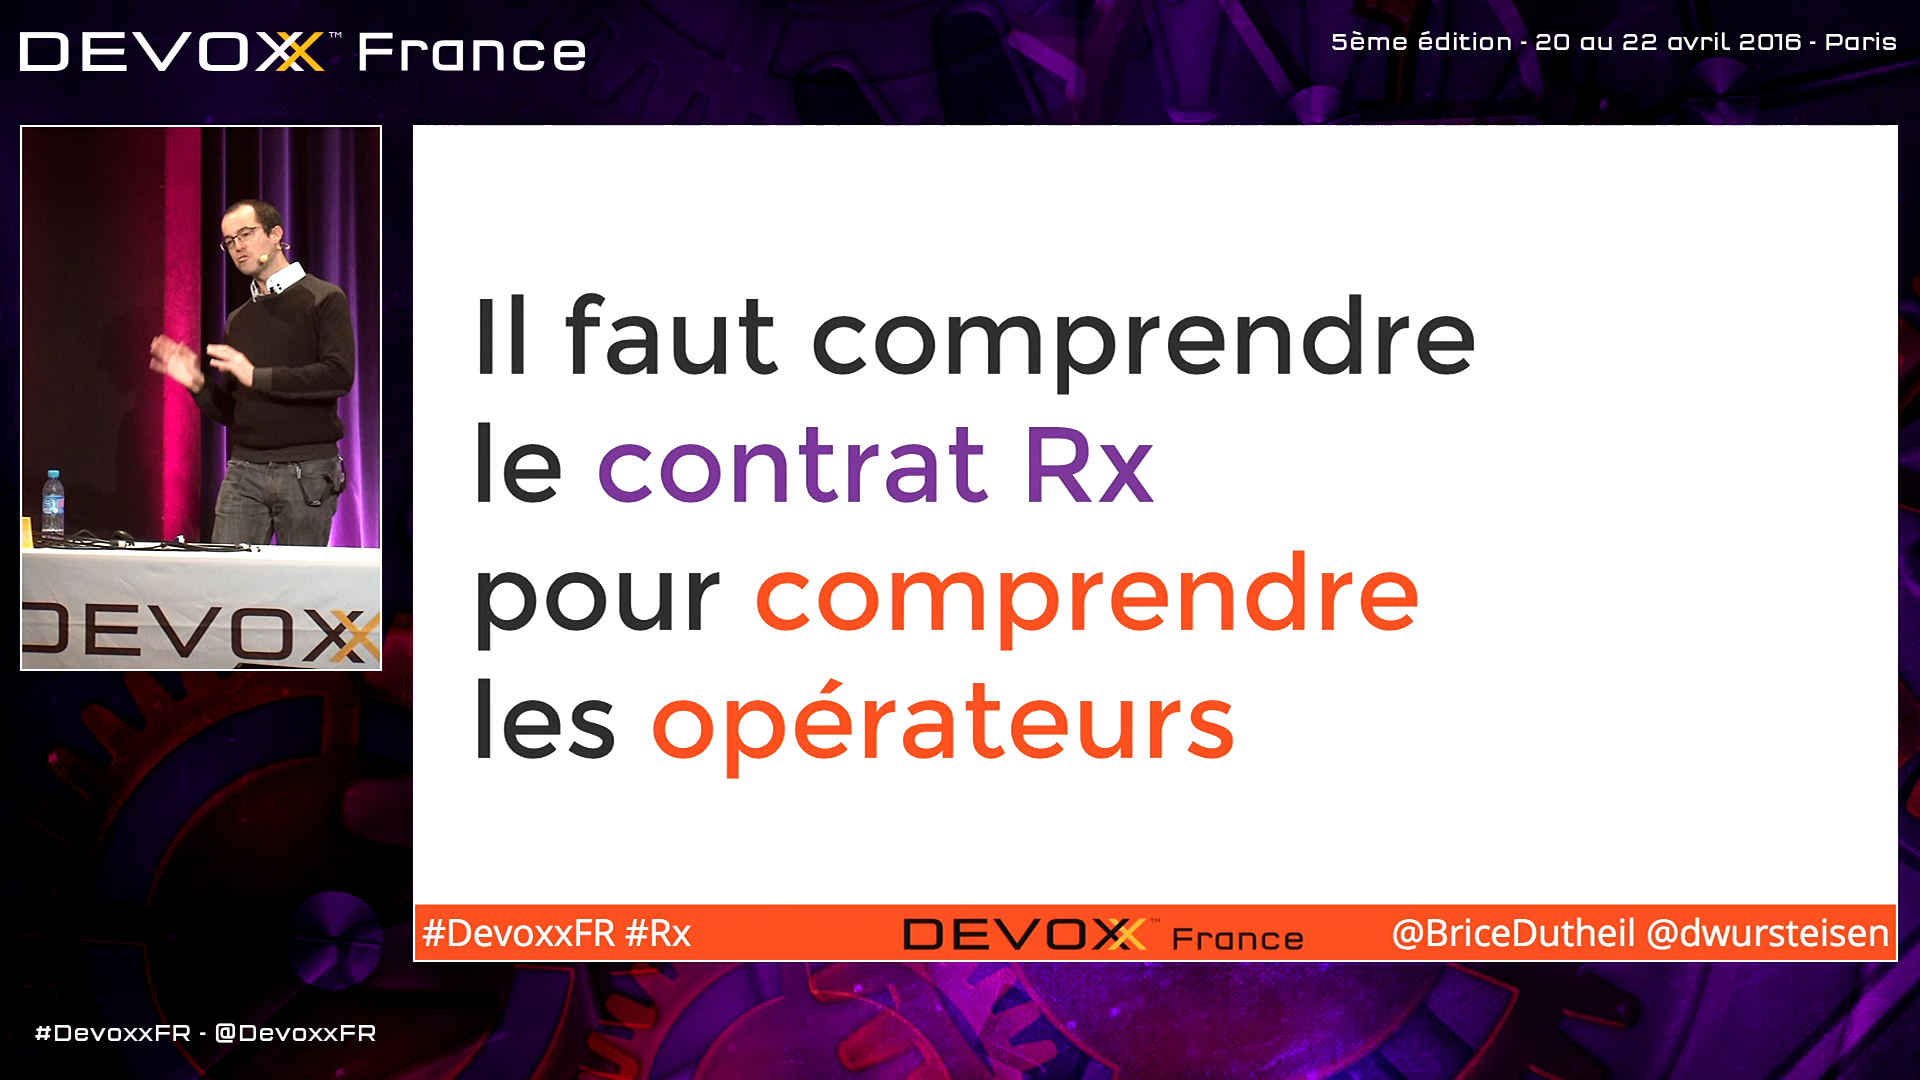 DEVOXX™ France
5ème édition - 20 au 22 avril 2016 - Paris
DEVOXX
Il faut comprendre
le contrat Rx
pour comprendre
les opérateurs
#DevoxxFR #Rx
DEVOXX™ France
@BriceDutheil @dwursteisen
#DevoxxFR - @DevoxxFR